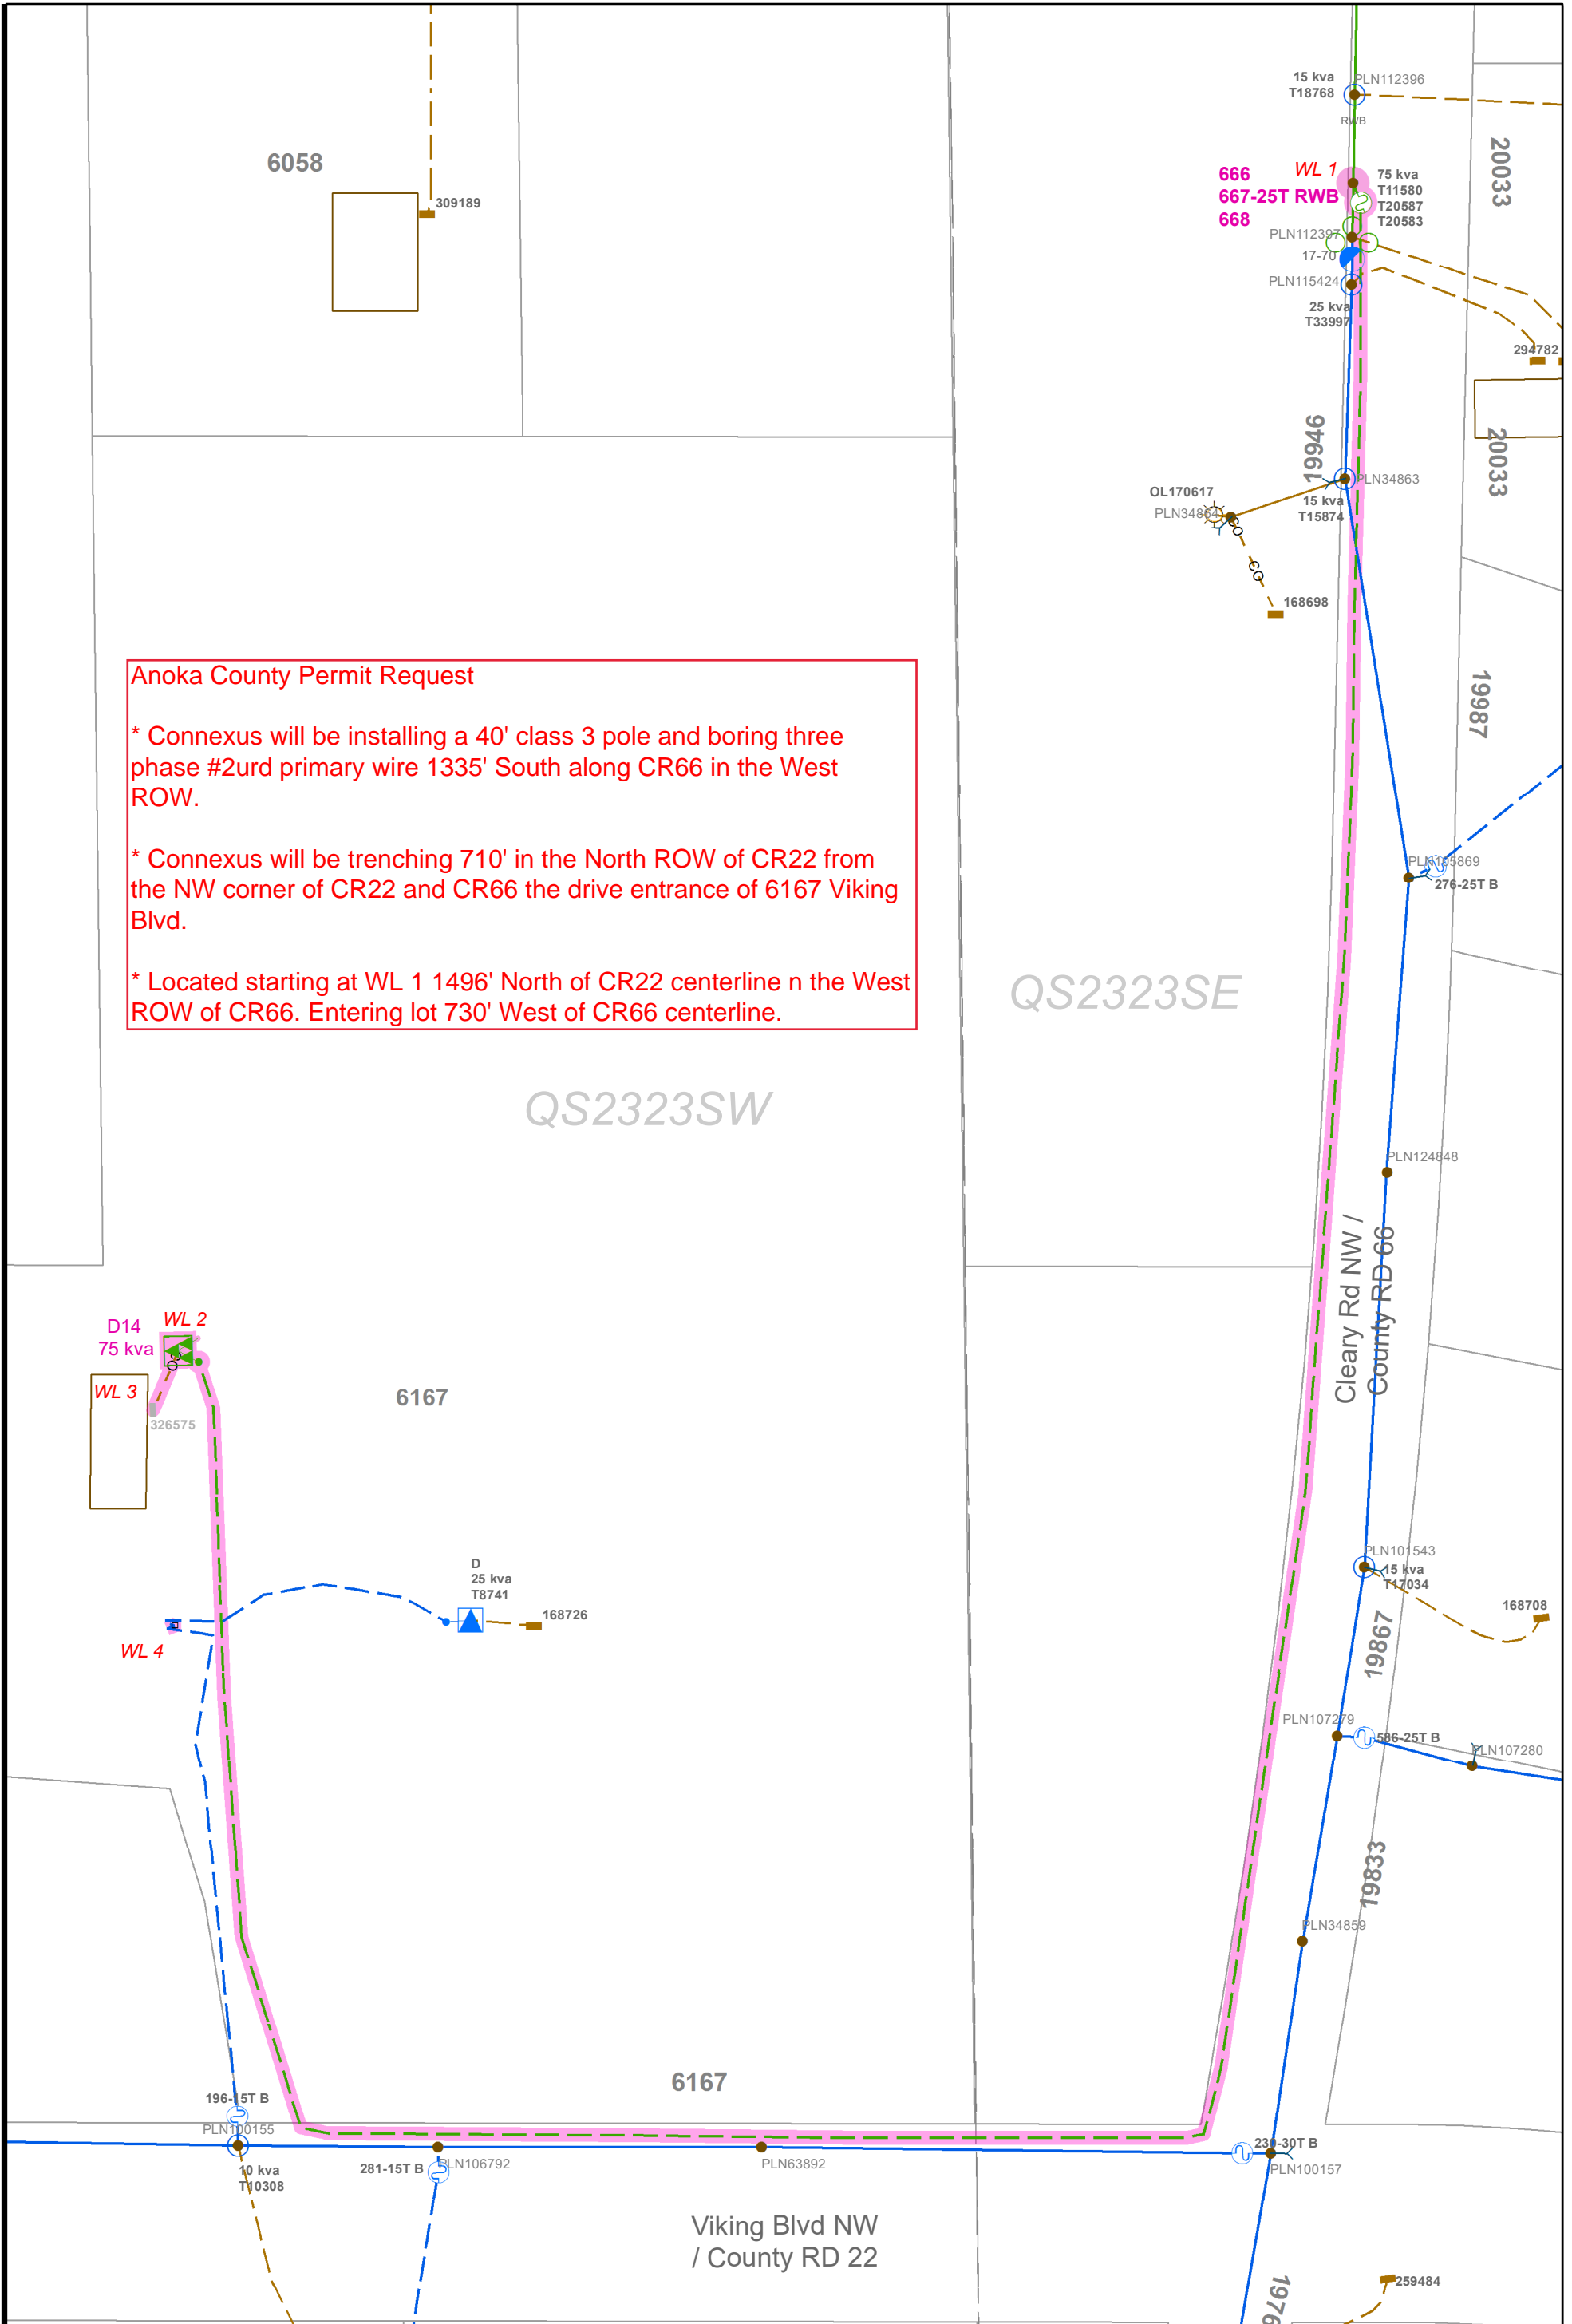 15 kva
T18768
PLN112396
RWB
6058
309189
20033
666
667-25T RWB
668
WL 1
75 kva
T11580
T20587
T20583
PLN112397
17-70
PLN115424
25 kva
T33997
294782
19946
20033
OL170617
PLN34864
CO
CO
PLN34863
15 kva
T15874
168698
Anoka County Permit Request
* Connexus will be installing a 40' class 3 pole and boring three
phase #2urd primary wire 1335' South along CR66 in the West
ROW.
* Connexus will be trenching 710' in the North ROW of CR22 from
the NW corner of CR22 and CR66 the drive entrance of 6167 Viking
Blvd.
* Located starting at WL 1 1496' North of CR22 centerline n the West
ROW of CR66. Entering lot 730' West of CR66 centerline.
19987
276-25T B
QS2323SE
QS2323SW
PLN124848
Cleary Rd NW /
County RD 66
WL 2
D14
75 kva
WL 3
326575
6167
D
25 kva
T8741
168726
WL 4
PLN101543
15 kva
T17034
168708
19867
PLN107279
586-25T B
PLN107280
19833
PLN34859
6167
196-15T B
PLN100155
10 kva
T10308
281-15T B
PLN106792
PLN63892
230-30T B
PLN100157
Viking Blvd NW
/ County RD 22
259484